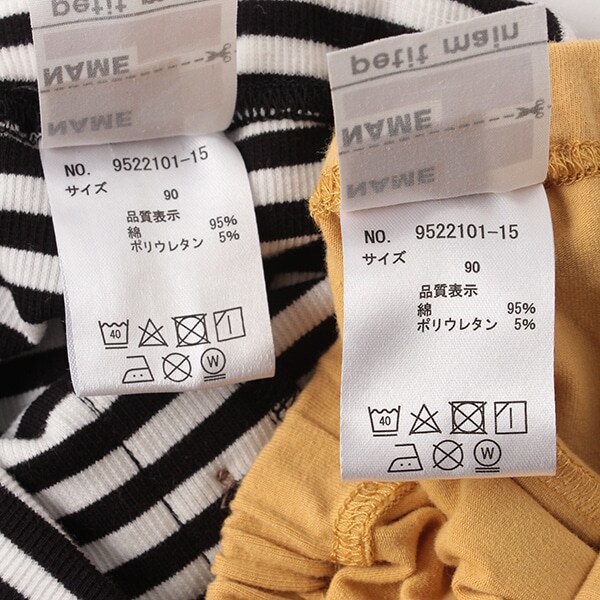 petit main
NAME
NAME
NO. 9522101-15
サイズ
90
品質表示
綿 95%
ポリウレタン 5%
40
W
petit main
NAME
NAME
NO. 9522101-15
サイズ
90
品質表示
綿 95%
ポリウレタン 5%
40
W